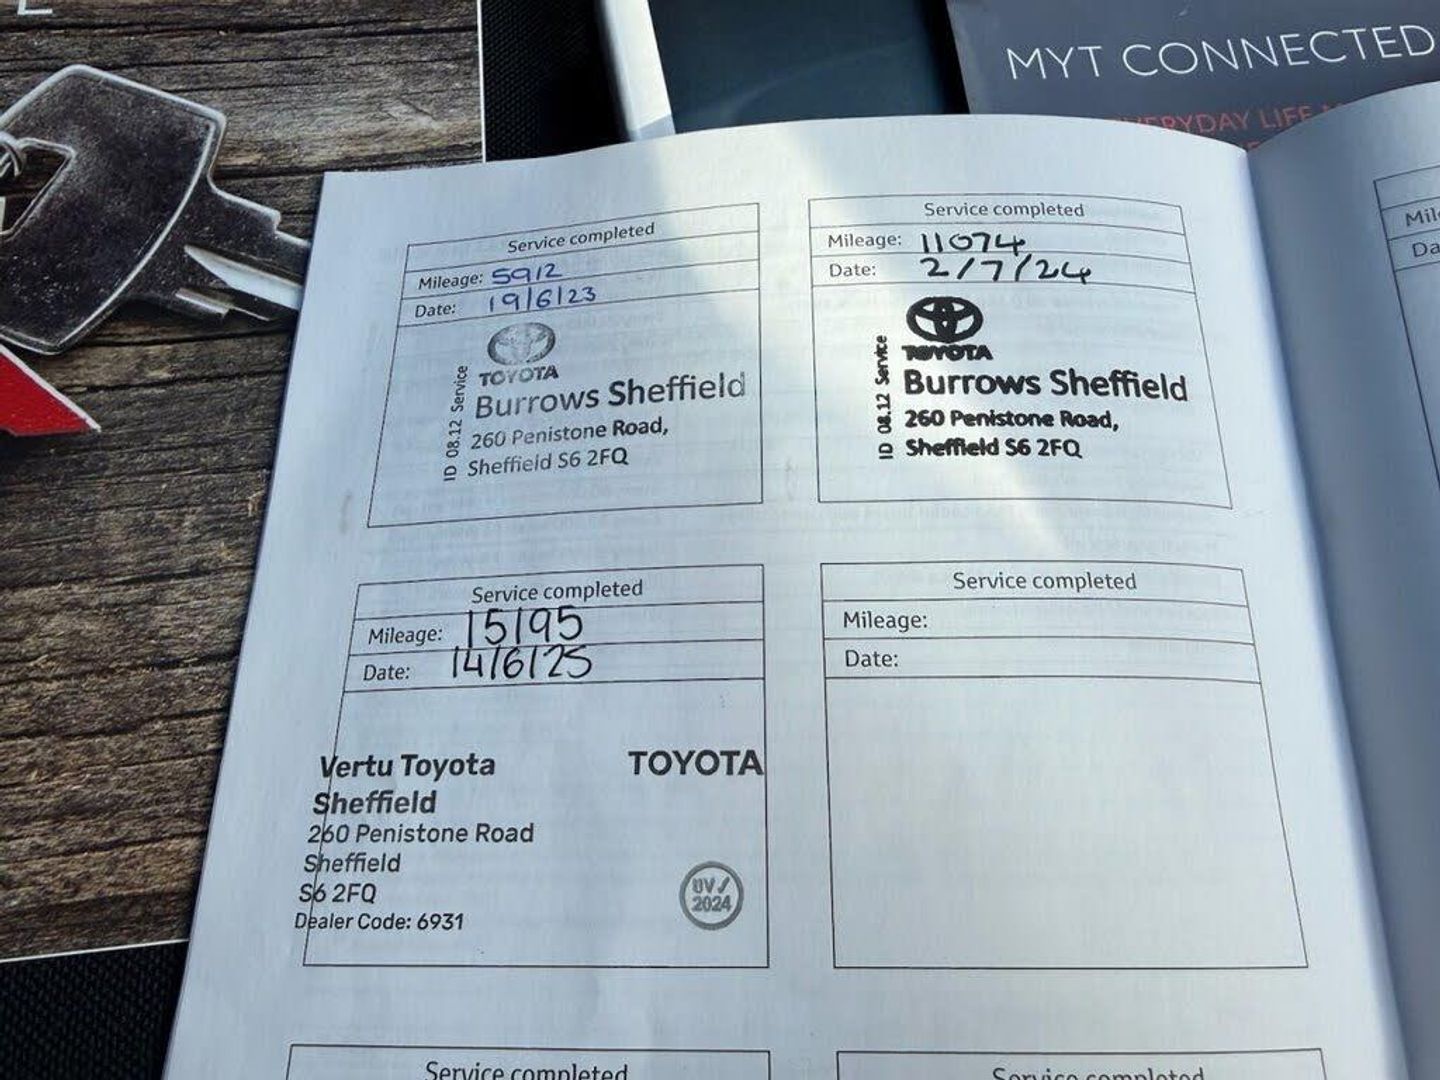 MYT CONNECTED
EVERYDAY LIFE
Service completed
Mileage: 5912
Date: 19/6/23
TOYOTA
ID 08.12 Service
Burrows Sheffield
260 Penistone Road,
Sheffield S6 2FQ
Service completed
Mileage: 11074
Date: 2/7/24
TOYOTA
ID 08.12 Service
Burrows Sheffield
260 Penistone Road,
Sheffield S6 2FQ
Service completed
Mileage: 15195
Date: 14/6/25
Vertu Toyota
Sheffield
TOYOTA
260 Penistone Road
Sheffield
S6 2FQ
Dealer Code: 6931
UV✓
2024
Service completed
Mileage:
Date:
Service completed
Service completed